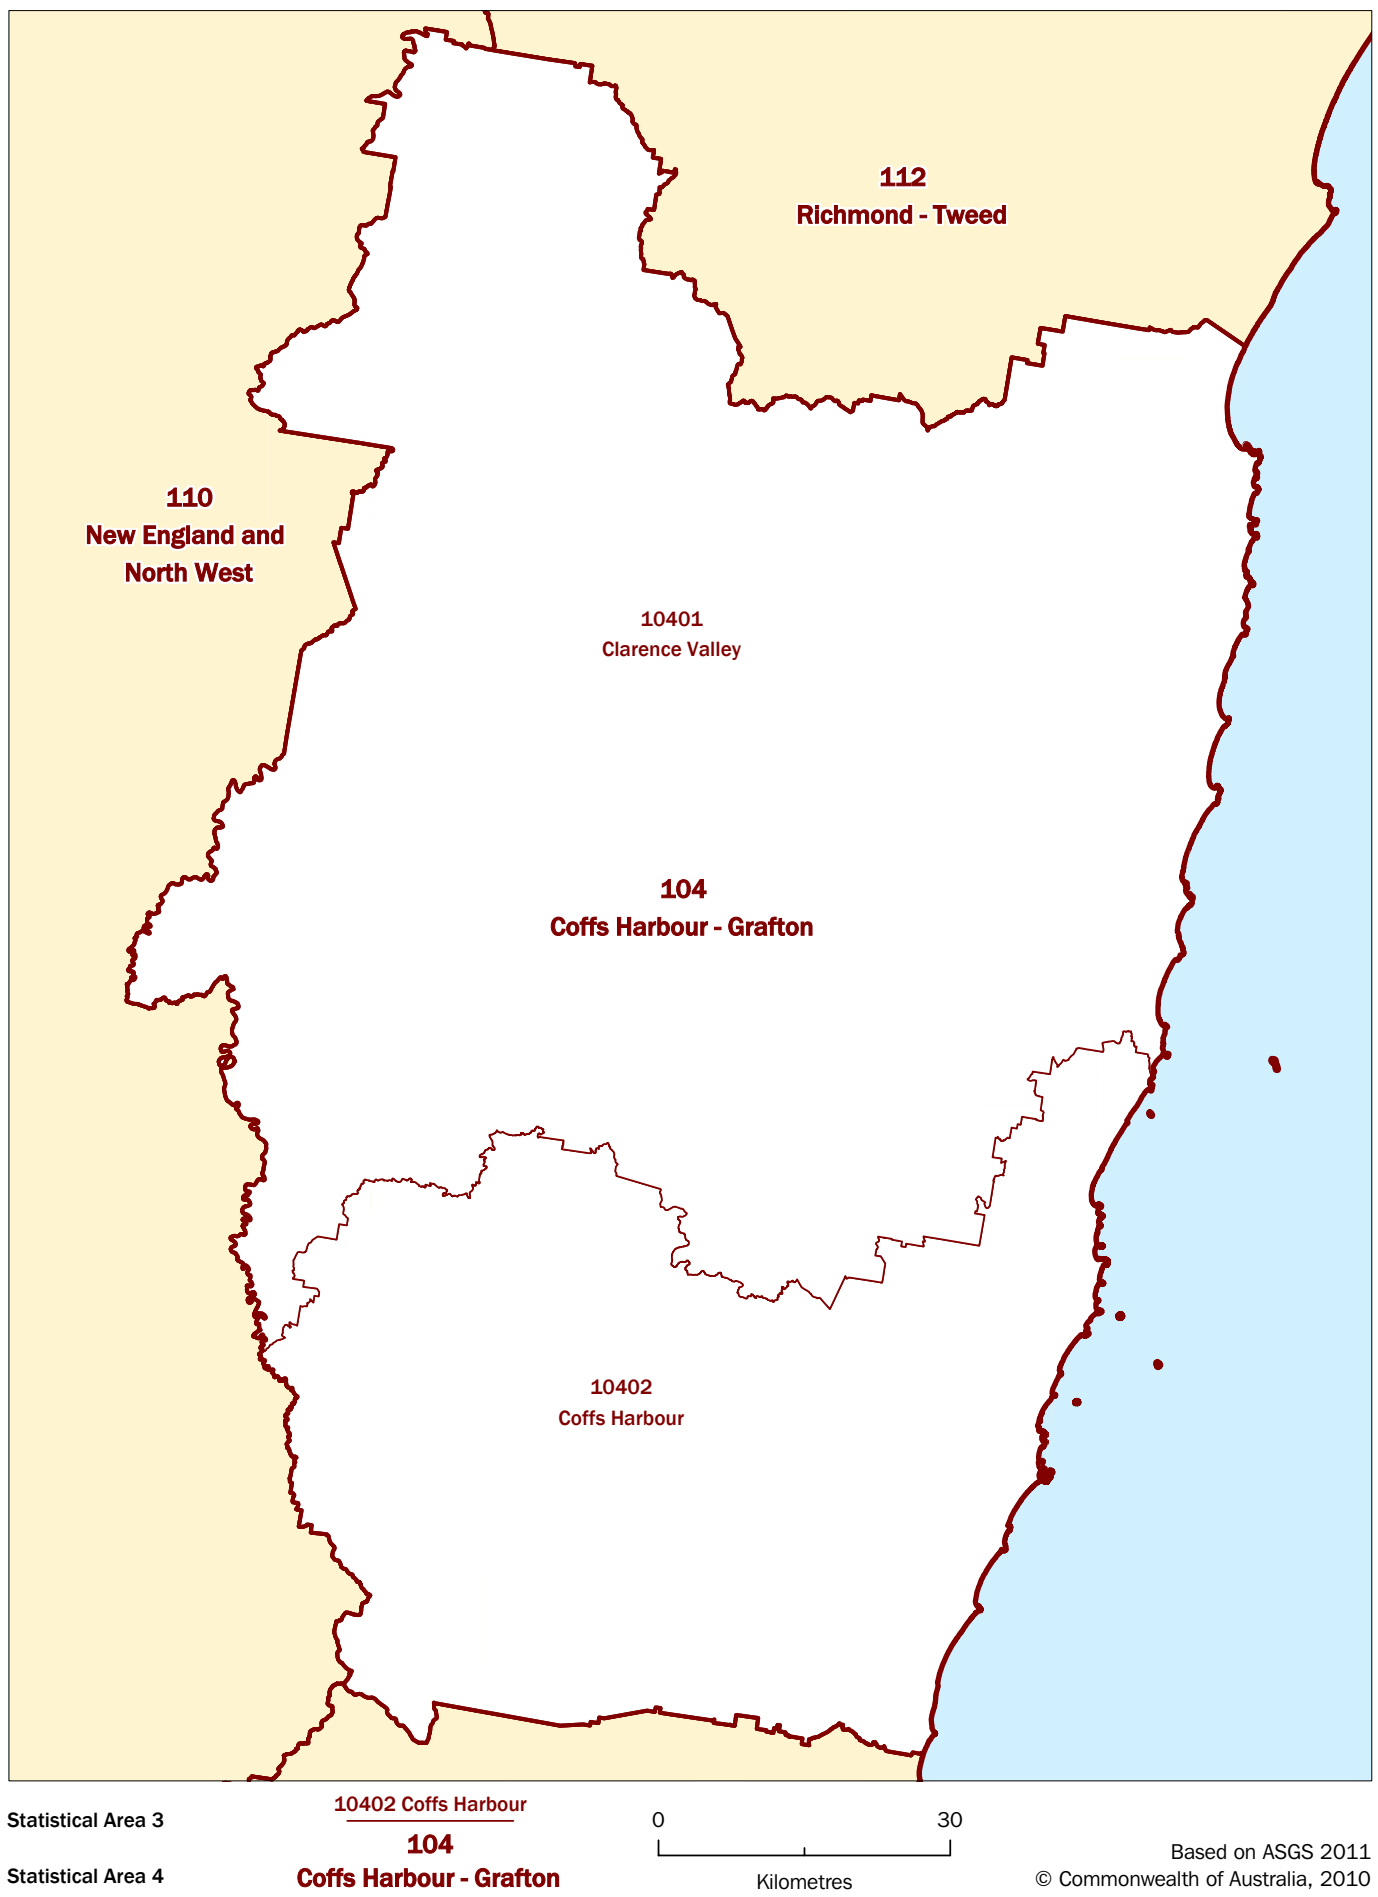 112
Richmond - Tweed
110
New England and
North West
10401
Clarence Valley
104
Coffs Harbour - Grafton
10402
Coffs Harbour
Statistical Area 3
10402 Coffs Harbour
104
Statistical Area 4
Coffs Harbour - Grafton
0
30
Kilometres
Based on ASGS 2011
© Commonwealth of Australia, 2010